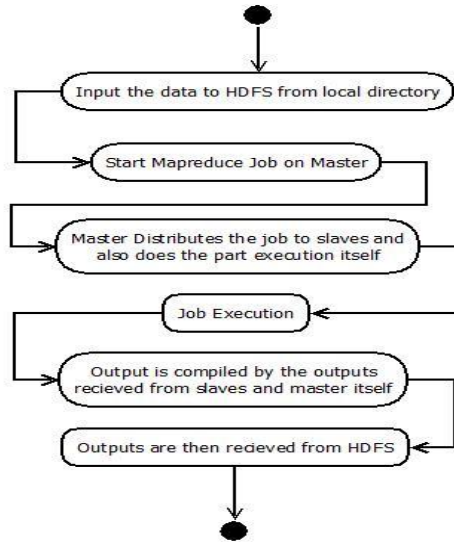 Input the data to HDFS from local directory
Start Mapreduce Job on Master
Master Distributes the job to slaves and
also does the part execution itself
Job Execution
Output is compiled by the outputs
recieved from slaves and master itself
Outputs are then recieved from HDFS